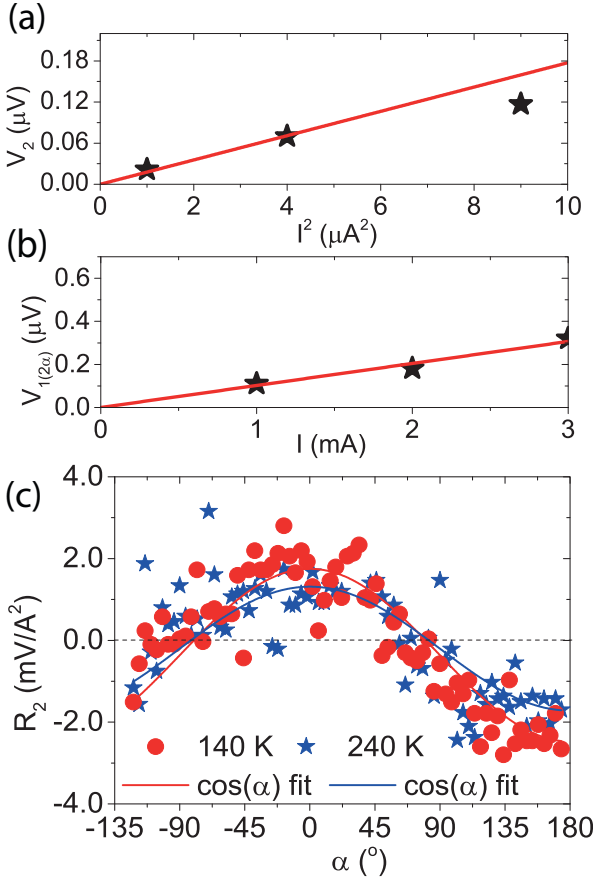 (a)
0.18
0.12
0.06
0.00
V2 (μV)
0 2 4 6 8 10
I² (μA²)
(b)
0.6
0.4
0.2
0.0
V1(2α) (μV)
0 1 2 3
I (mA)
(c)
4.0
2.0
0.0
-2.0
-4.0
R2 (mV/A²)
140 K 240 K
cos(α) fit cos(α) fit
-135 -90 -45 0 45 90 135 180
α (°)